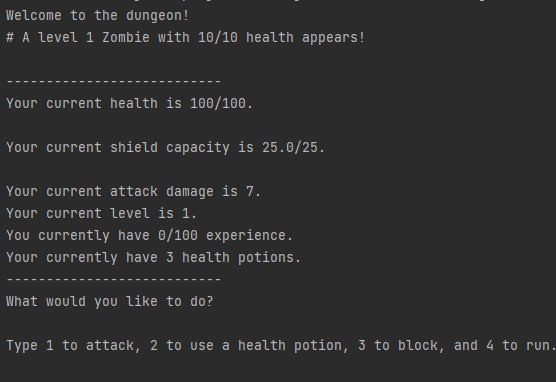 Welcome to the dungeon!
# A level 1 Zombie with 10/10 health appears!
---------------------------
Your current health is 100/100.
Your current shield capacity is 25.0/25.
Your current attack damage is 7.
Your current level is 1.
You currently have 0/100 experience.
Your currently have 3 health potions.
---------------------------
What would you like to do?
Type 1 to attack, 2 to use a health potion, 3 to block, and 4 to run.